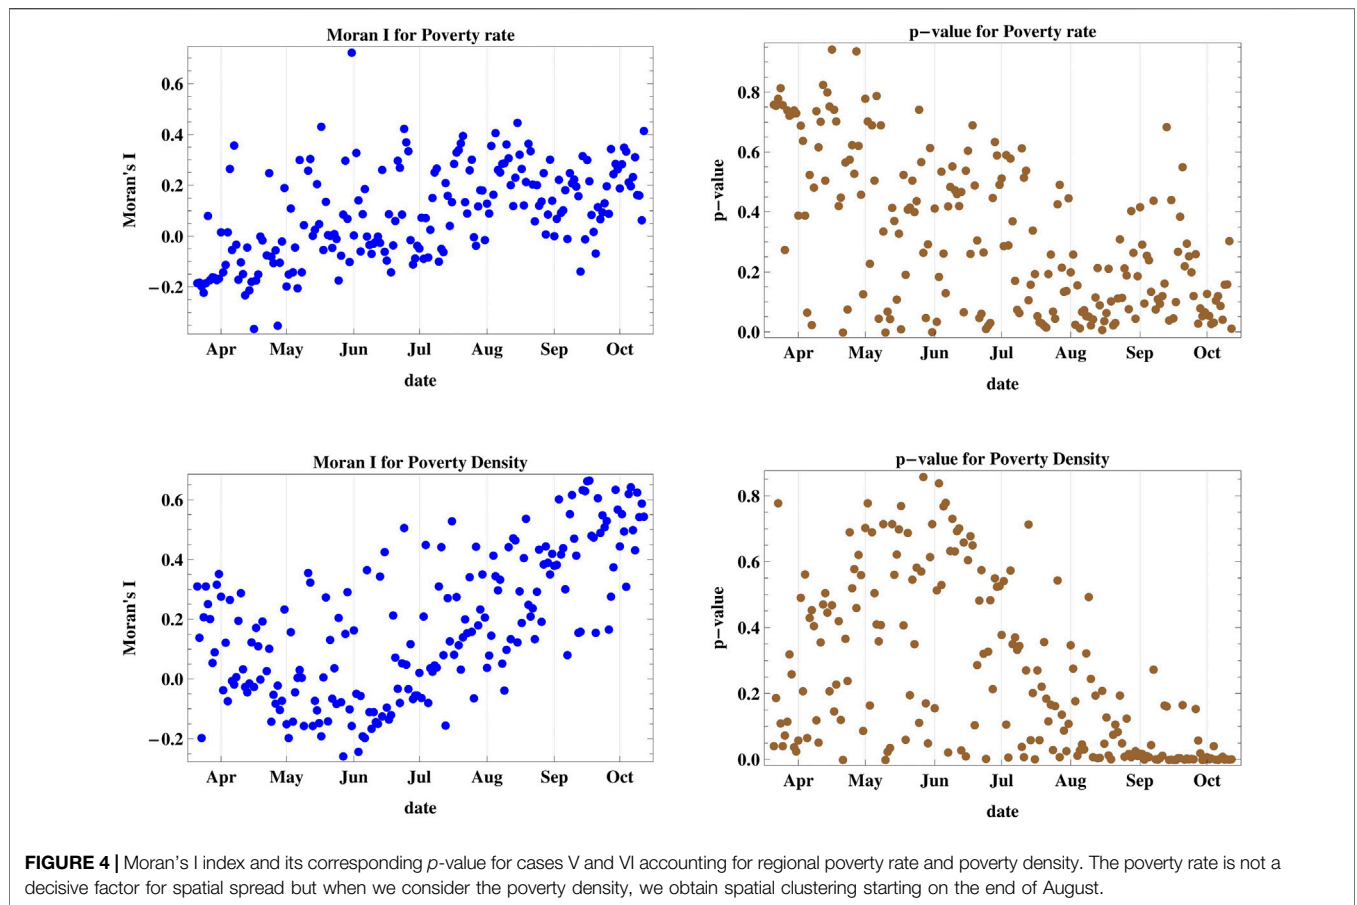 Moran I for Poverty rate
Moran's I
0.6
0.4
0.2
0.0
−0.2
Apr May Jun Jul Aug Sep Oct
date
p−value for Poverty rate
p−value
0.8
0.6
0.4
0.2
0.0
Apr May Jun Jul Aug Sep Oct
date
Moran I for Poverty Density
Moran's I
0.6
0.4
0.2
0.0
−0.2
Apr May Jun Jul Aug Sep Oct
date
p−value for Poverty Density
p−value
0.8
0.6
0.4
0.2
0.0
Apr May Jun Jul Aug Sep Oct
date
FIGURE 4 | Moran's I index and its corresponding p-value for cases V and VI accounting for regional poverty rate and poverty density. The poverty rate is not a
decisive factor for spatial spread but when we consider the poverty density, we obtain spatial clustering starting on the end of August.